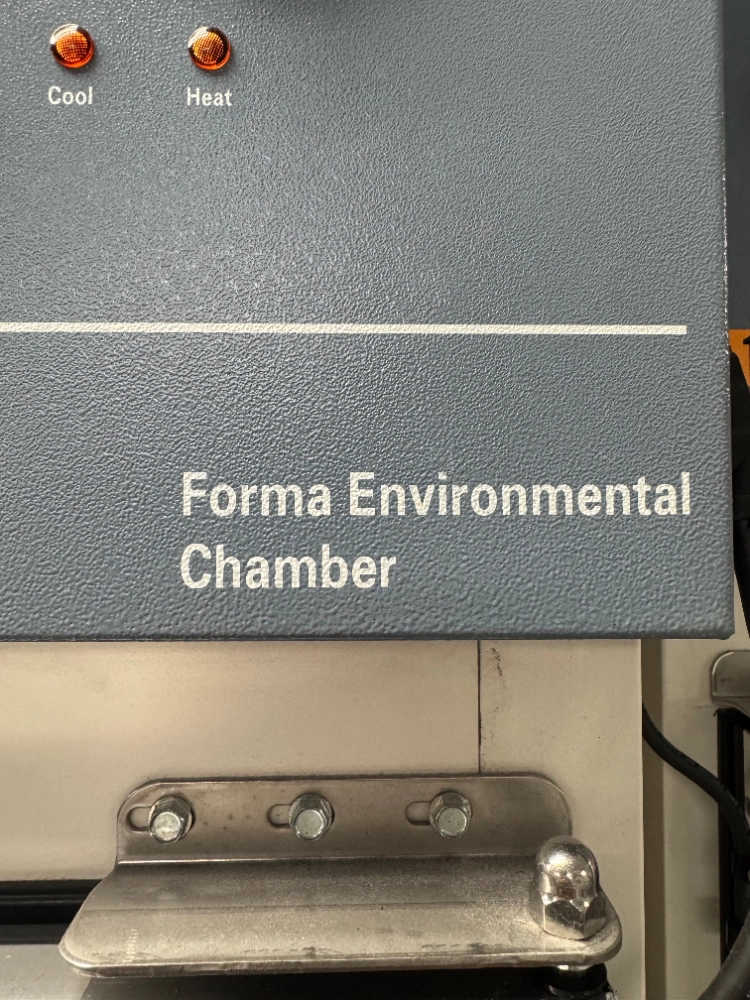 Cool Heat
Forma Environmental
Chamber